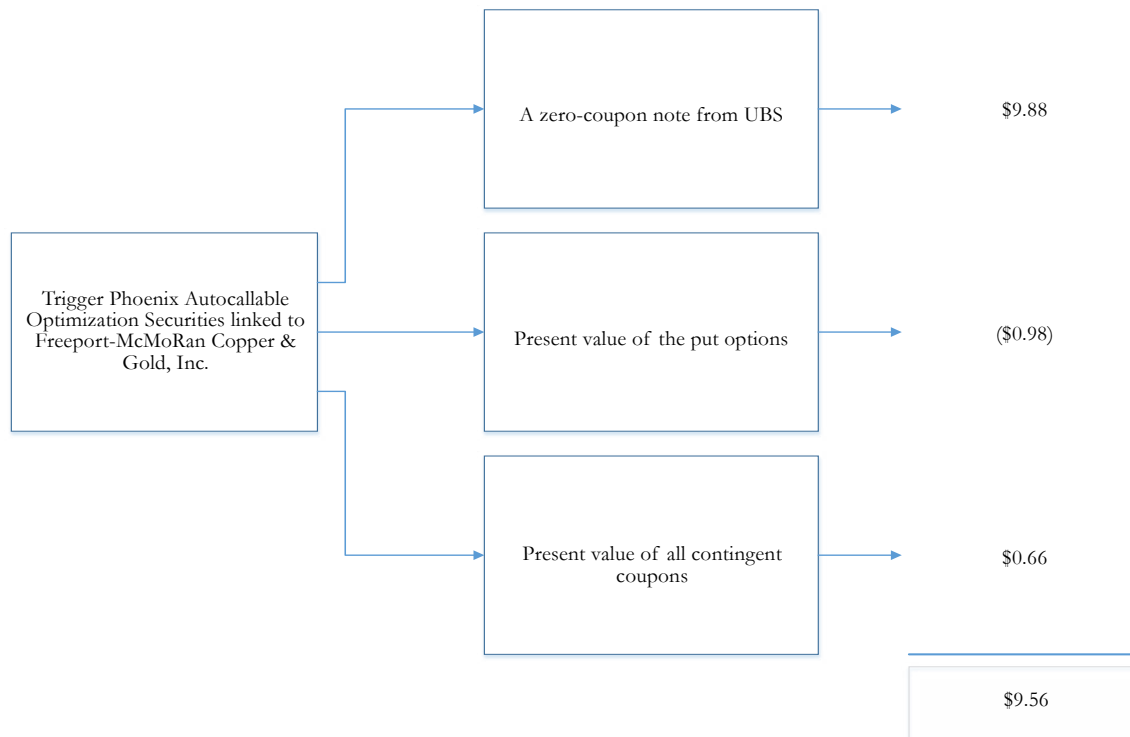 A zero-coupon note from UBS
$9.88
Trigger Phoenix Autocallable
Optimization Securities linked to
Freeport-McMoRan Copper &
Gold, Inc.
Present value of the put options
($0.98)
Present value of all contingent
coupons
$0.66
$9.56